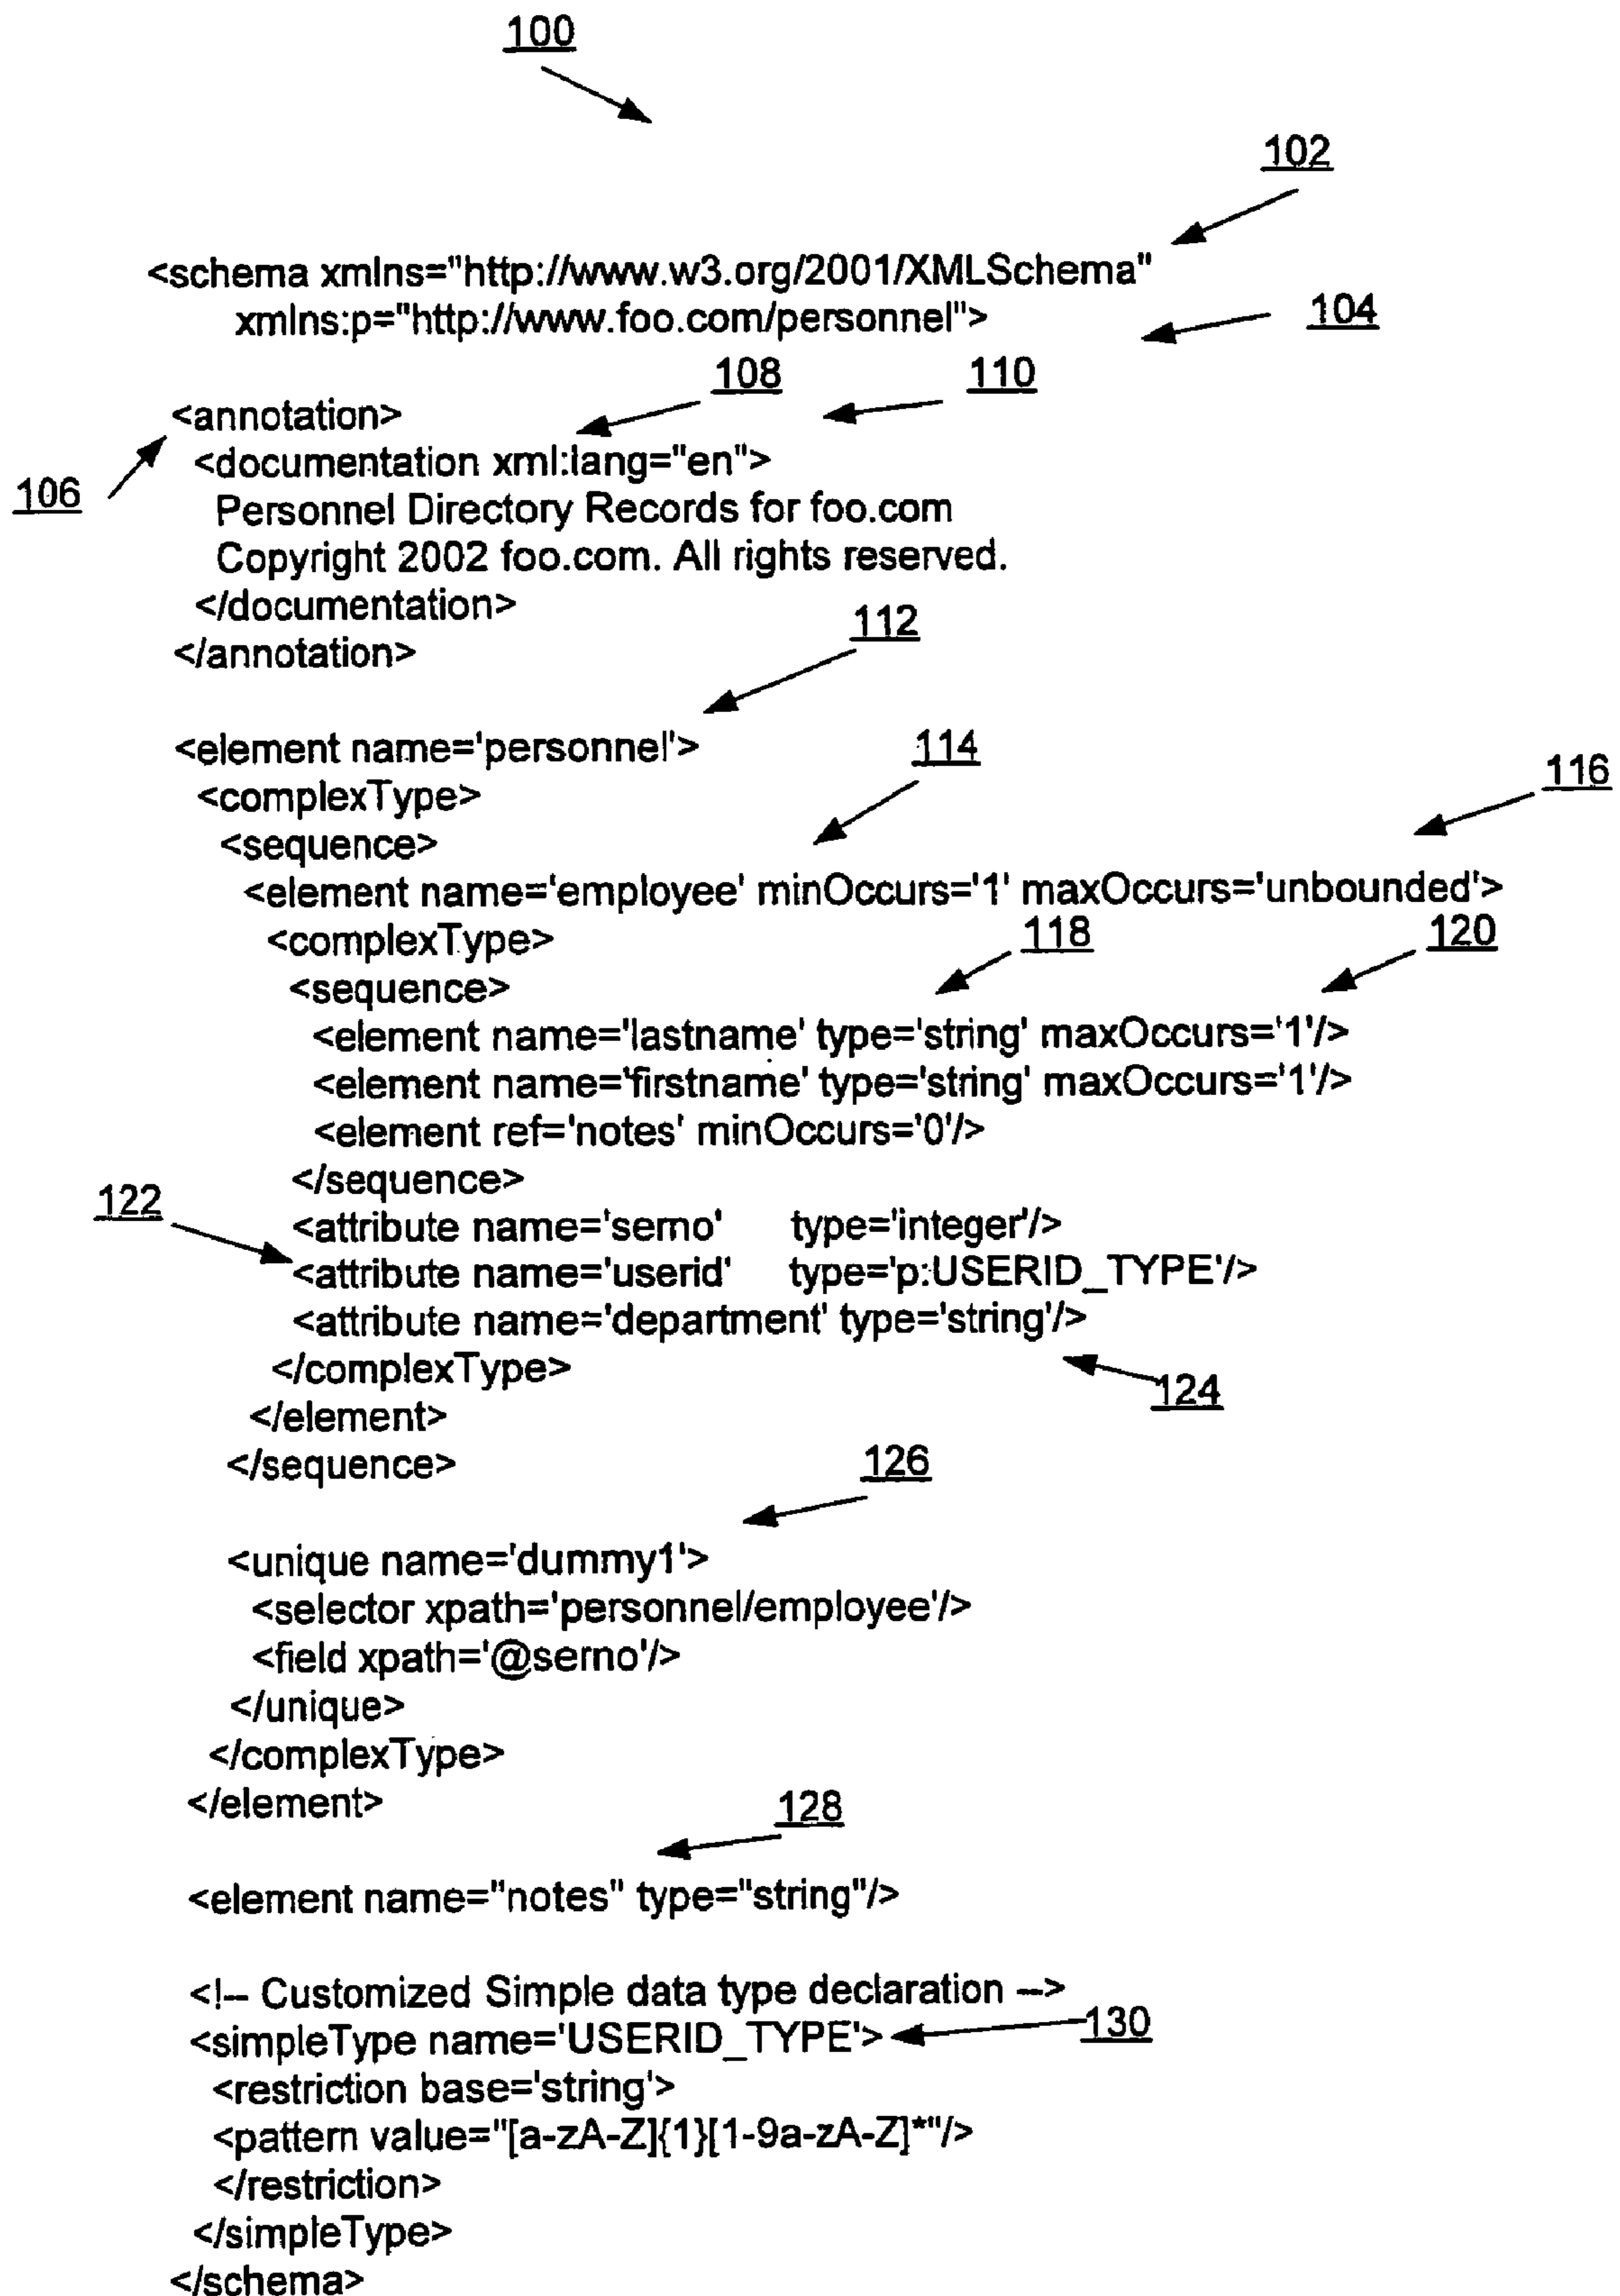 100
102
<schema xmlns="http://www.w3.org/2001/XMLSchema"
xmlns:p="http://www.foo.com/personnel">
104
108
110
<annotation>
<documentation xml:lang="en">
106
Personnel Directory Records for foo.com
Copyright 2002 foo.com. All rights reserved.
</documentation>
112
</annotation>
<element name='personnel'>
114
<complexType>
116
<sequence>
<element name='employee' minOccurs='1' maxOccurs='unbounded'>
<complexType>
118
120
<sequence>
<element name='lastname' type='string' maxOccurs='1'/>
<element name='firstname' type='string' maxOccurs='1'/>
<element ref='notes' minOccurs='0'/>
</sequence>
122
<attribute name='serno' type='integer'/>
<attribute name='userid' type='p:USERID_TYPE'/>
<attribute name='department' type='string'/>
</complexType>
124
</element>
</sequence>
126
<unique name='dummy1'>
<selector xpath='personnel/employee'/>
<field xpath='@serno'/>
</unique>
</complexType>
</element>
128
<element name="notes" type="string"/>
<!-- Customized Simple data type declaration -->
<simpleType name='USERID_TYPE'>
130
<restriction base='string'>
<pattern value="[a-zA-Z]{1}[1-9a-zA-Z]*"/>
</restriction>
</simpleType>
</schema>